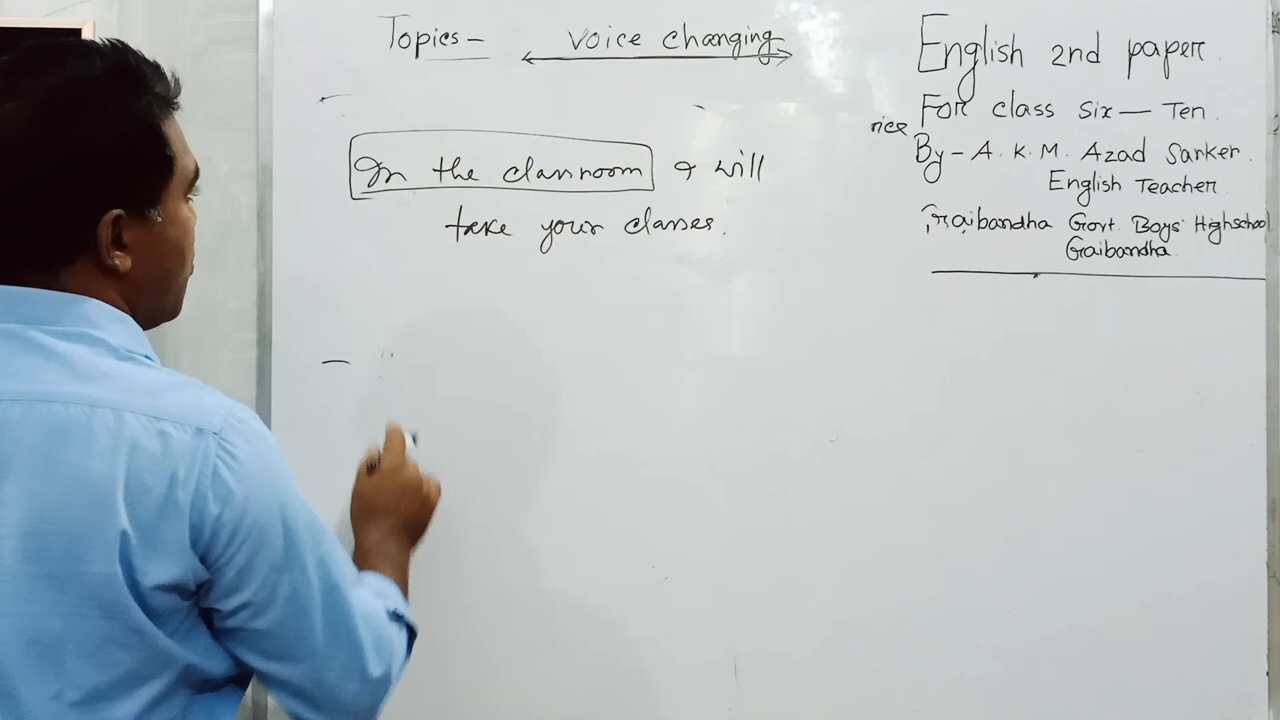 Topics - voice changing
In the classroom I will
take your classes.
English 2nd paper.
For class Six — Ten.
rice
By - A. K. M. Azad Sarker.
English Teacher
Gaibandha Govt. Boys' Highschool
Gaibandha.